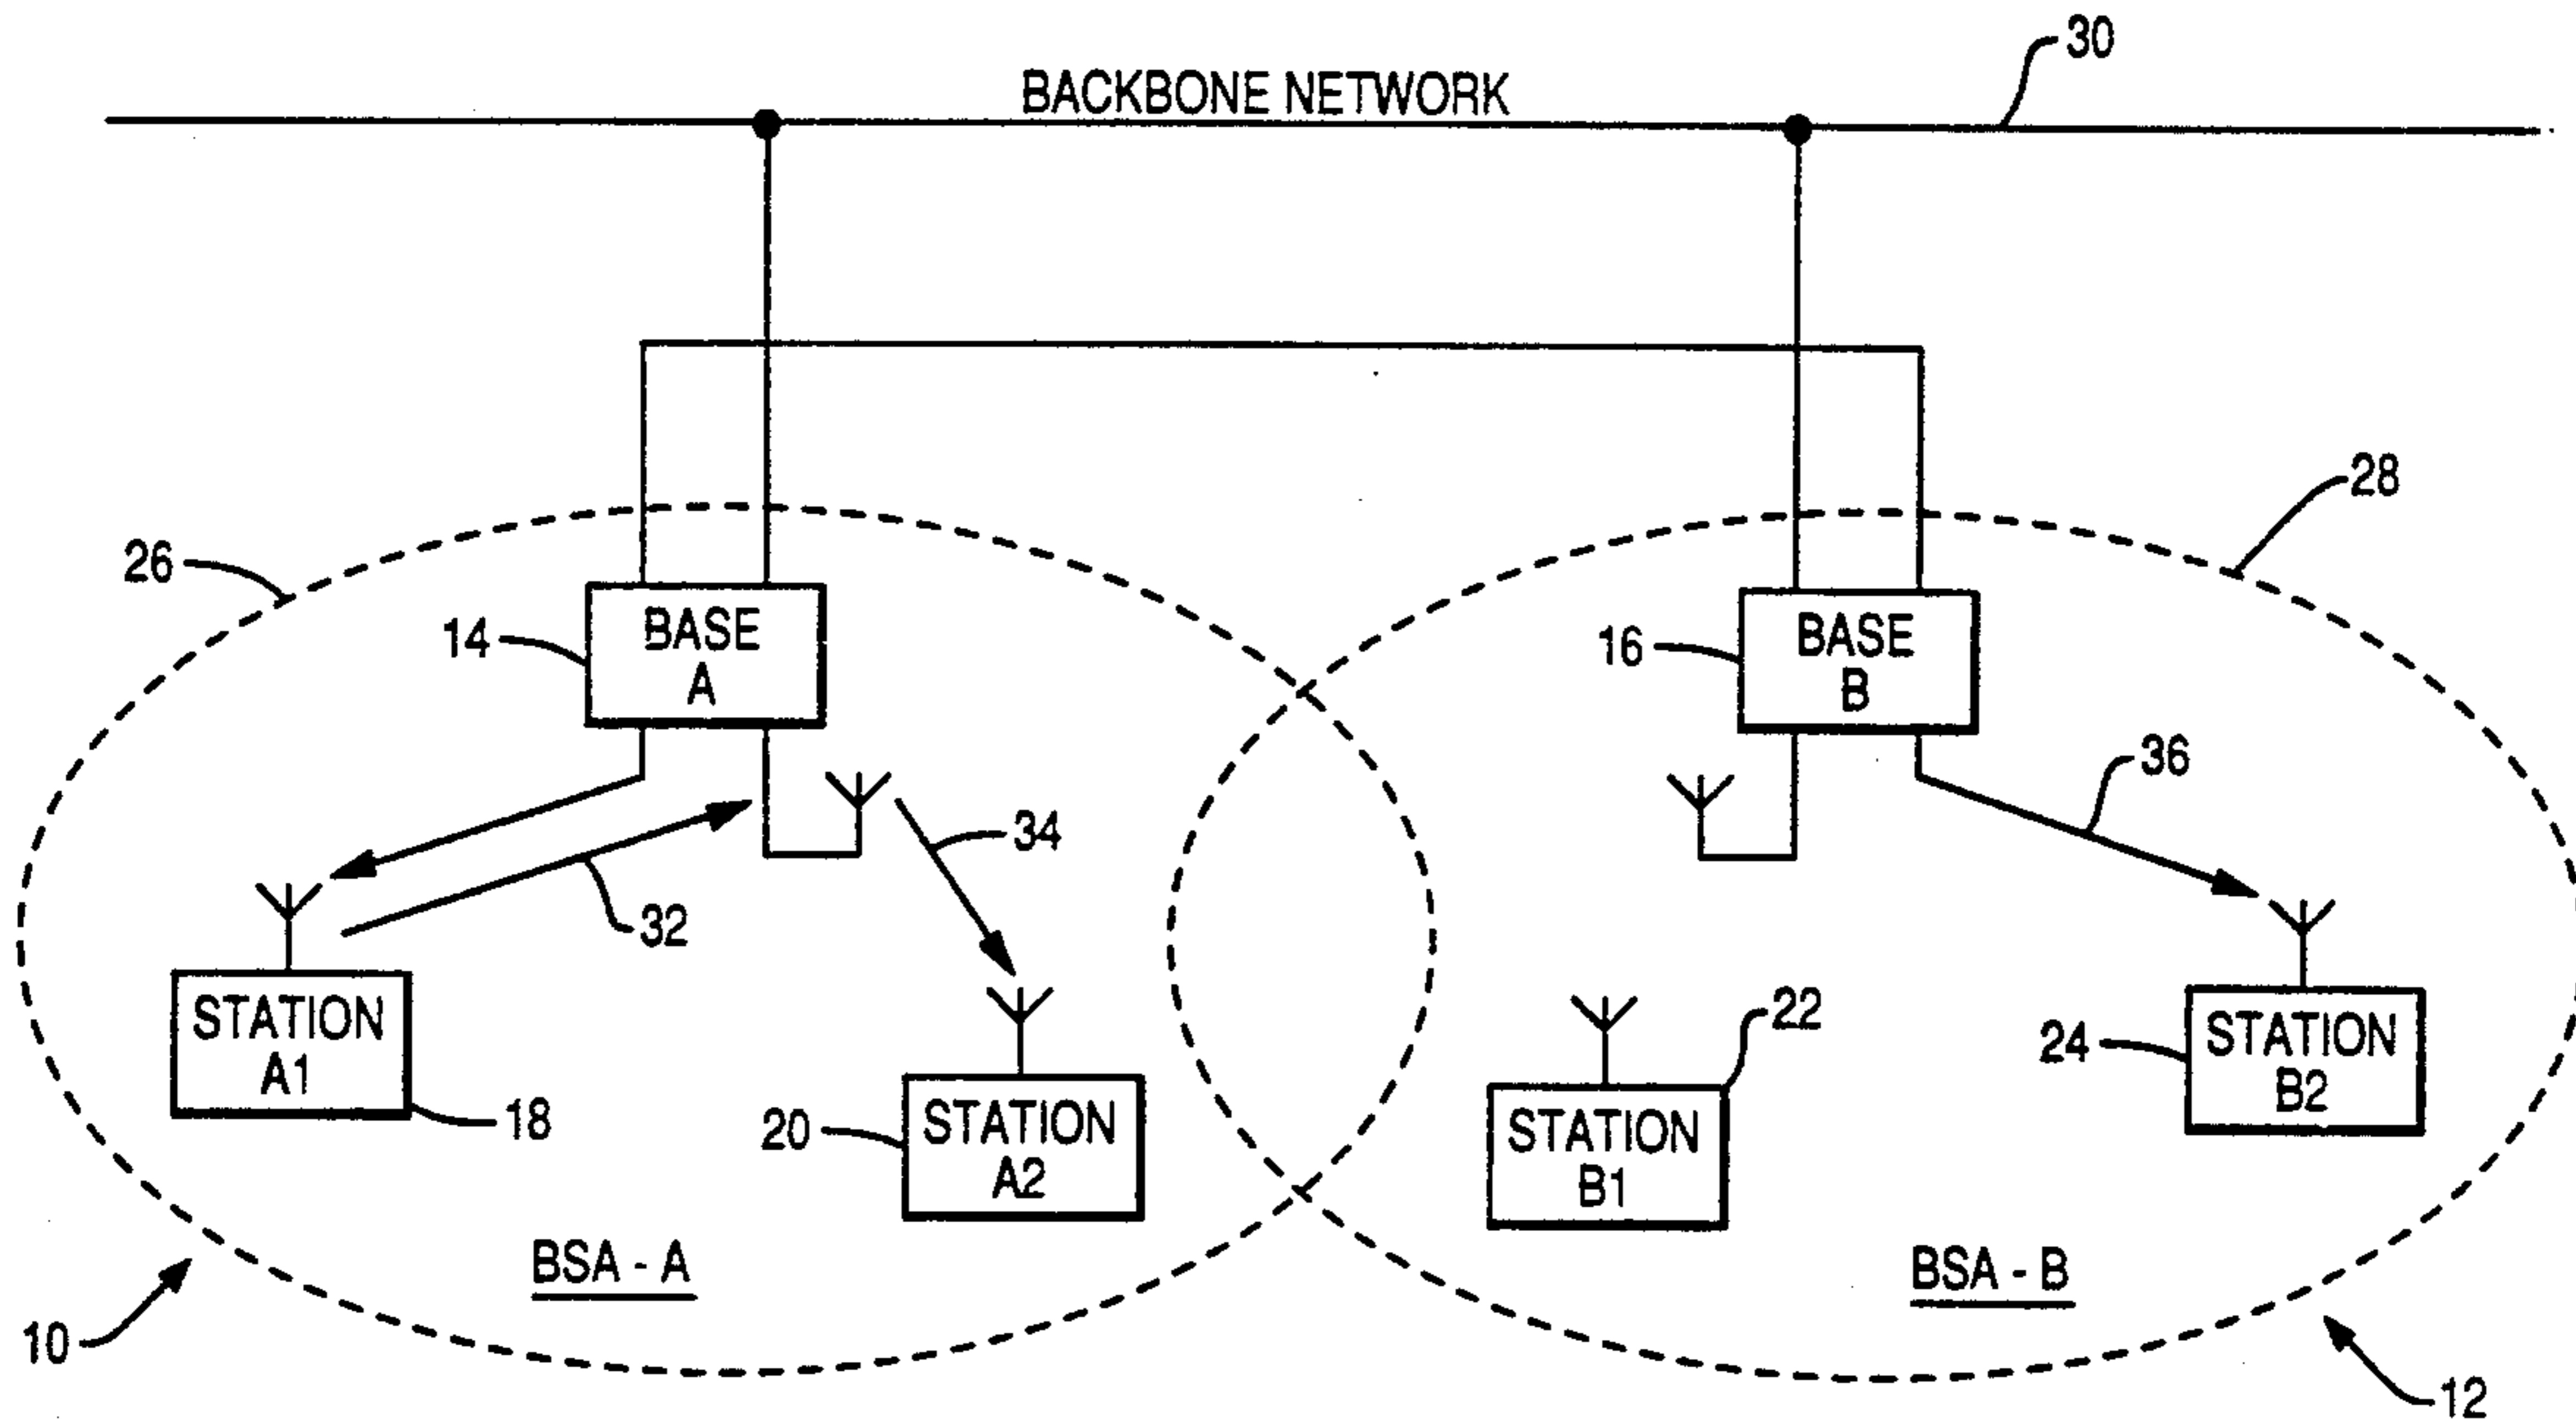 30
BACKBONE NETWORK
28
26
14
BASE
A
16
BASE
B
36
34
32
STATION
A1
18
22
24
STATION
B2
20
STATION
A2
STATION
B1
BSA - A
BSA - B
10
12